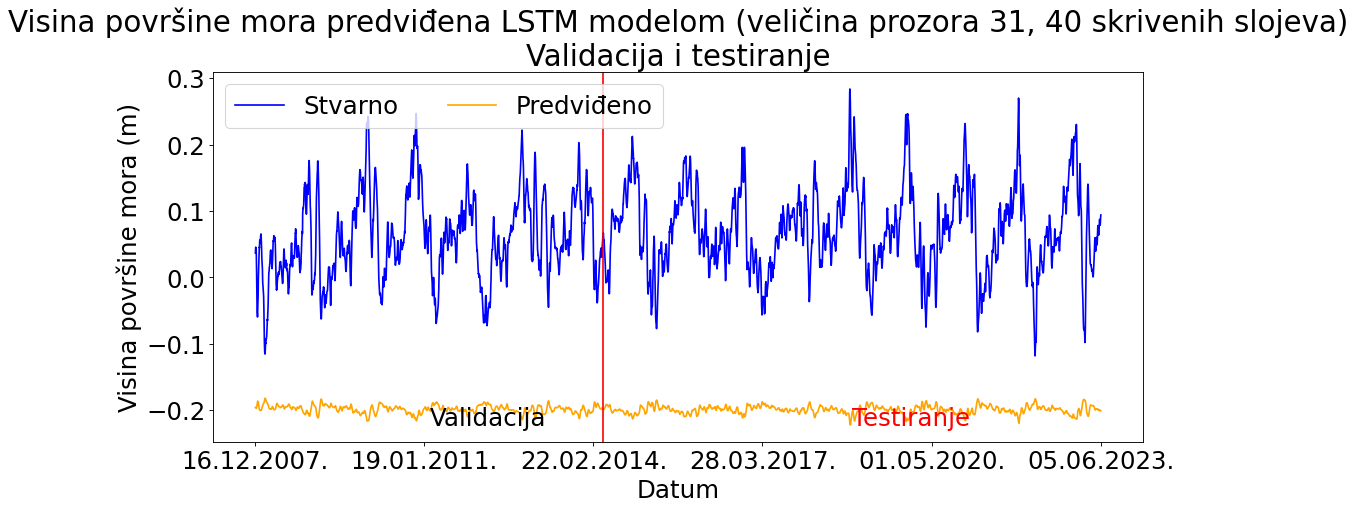 Visina površine mora predviđena LSTM modelom (veličina prozora 31, 40 skrivenih slojeva)
Validacija i testiranje
Visina površine mora (m)
0.3
0.2
0.1
0.0
−0.1
−0.2
Stvarno
Predviđeno
Validacija
Testiranje
16.12.2007.
19.01.2011.
22.02.2014.
28.03.2017.
01.05.2020.
05.06.2023.
Datum